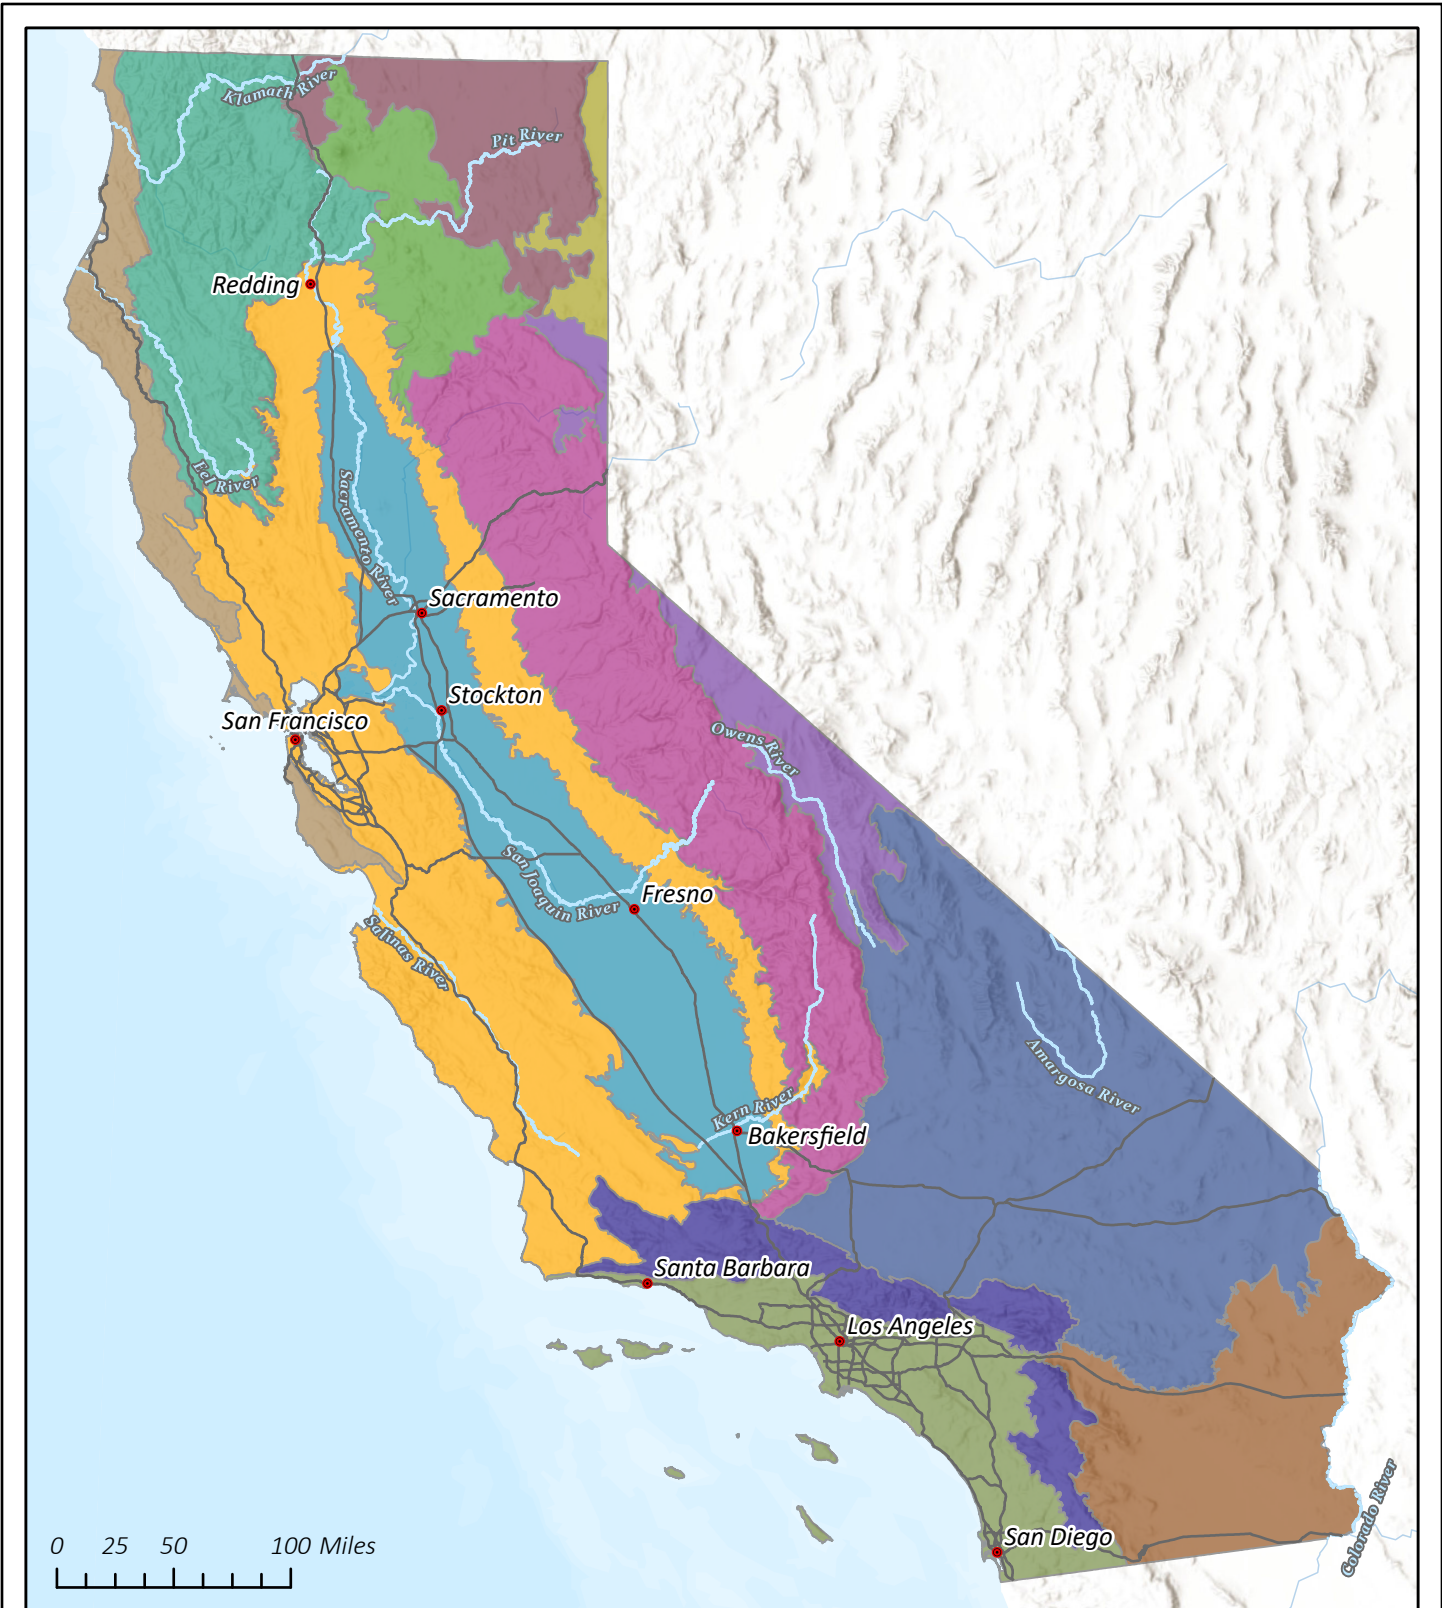 Klamath River
Pit River
Redding
Eel River
Sacramento River
Sacramento
Stockton
San Francisco
Owens River
San Joaquin River
Fresno
Salinas River
Amargosa River
Kern River
Bakersfield
Santa Barbara
Los Angeles
San Diego
Colorado River
0 25 50 100 Miles